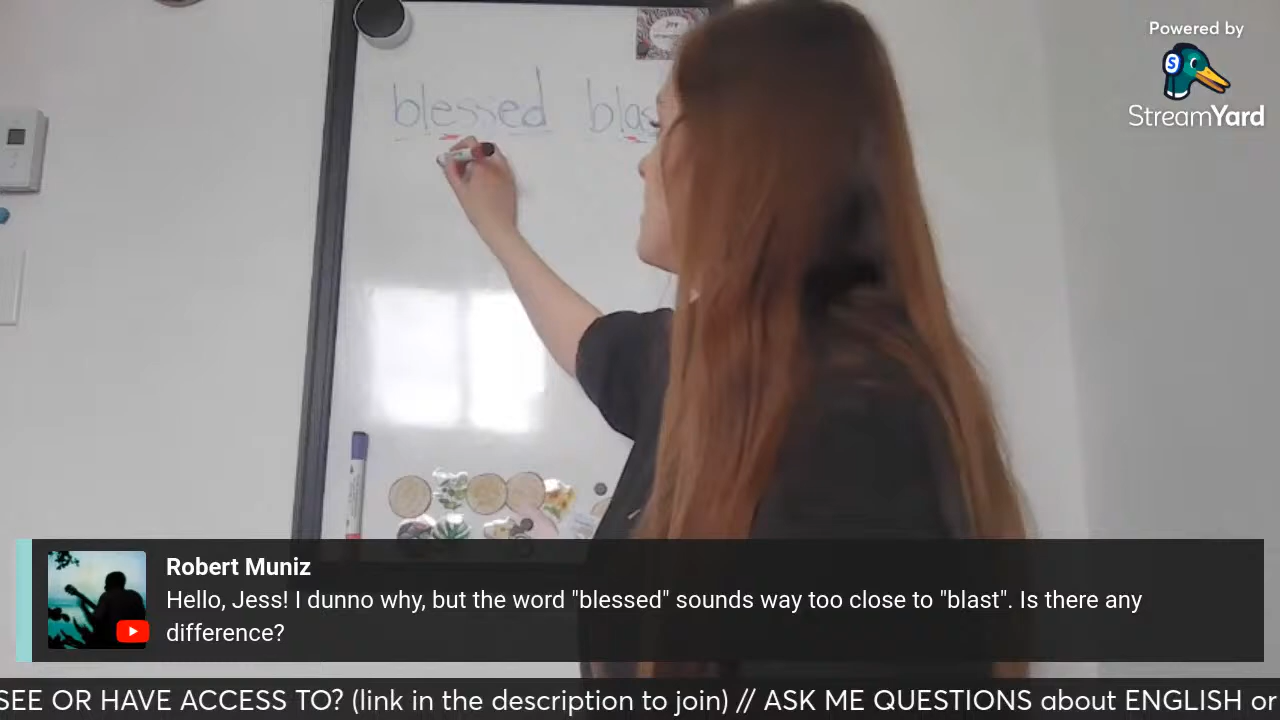 Powered by
StreamYard
blessed blas
Robert Muniz
Hello, Jess! I dunno why, but the word "blessed" sounds way too close to "blast". Is there any
difference?
SEE OR HAVE ACCESS TO? (link in the description to join) // ASK ME QUESTIONS about ENGLISH or